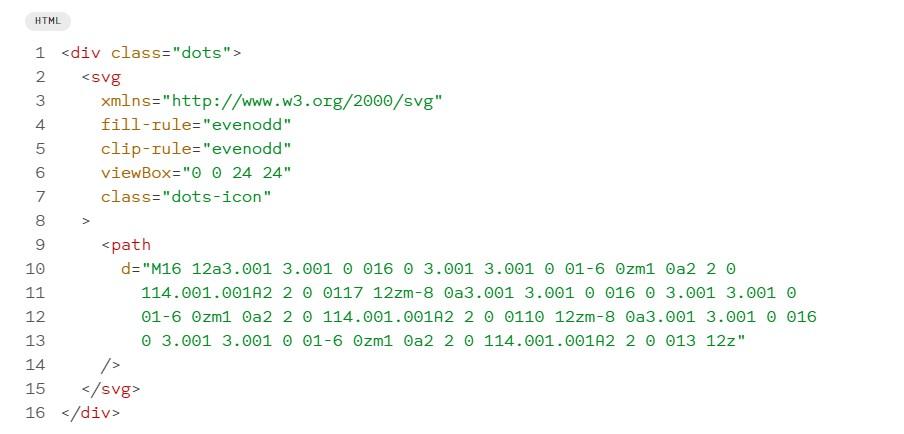 HTML
1 <div class="dots">
2 <svg
3 xmlns="http://www.w3.org/2000/svg"
4 fill-rule="evenodd"
5 clip-rule="evenodd"
6 viewBox="0 0 24 24"
7 class="dots-icon"
8 >
9 <path
10 d="M16 12a3.001 3.001 0 016 0 3.001 3.001 0 01-6 0zm1 0a2 2 0
11 114.001.001A2 2 0 0117 12zm-8 0a3.001 3.001 0 016 0 3.001 3.001 0
12 01-6 0zm1 0a2 2 0 114.001.001A2 2 0 0110 12zm-8 0a3.001 3.001 0 016
13 0 3.001 3.001 0 01-6 0zm1 0a2 2 0 114.001.001A2 2 0 013 12z"
14 />
15 </svg>
16 </div>